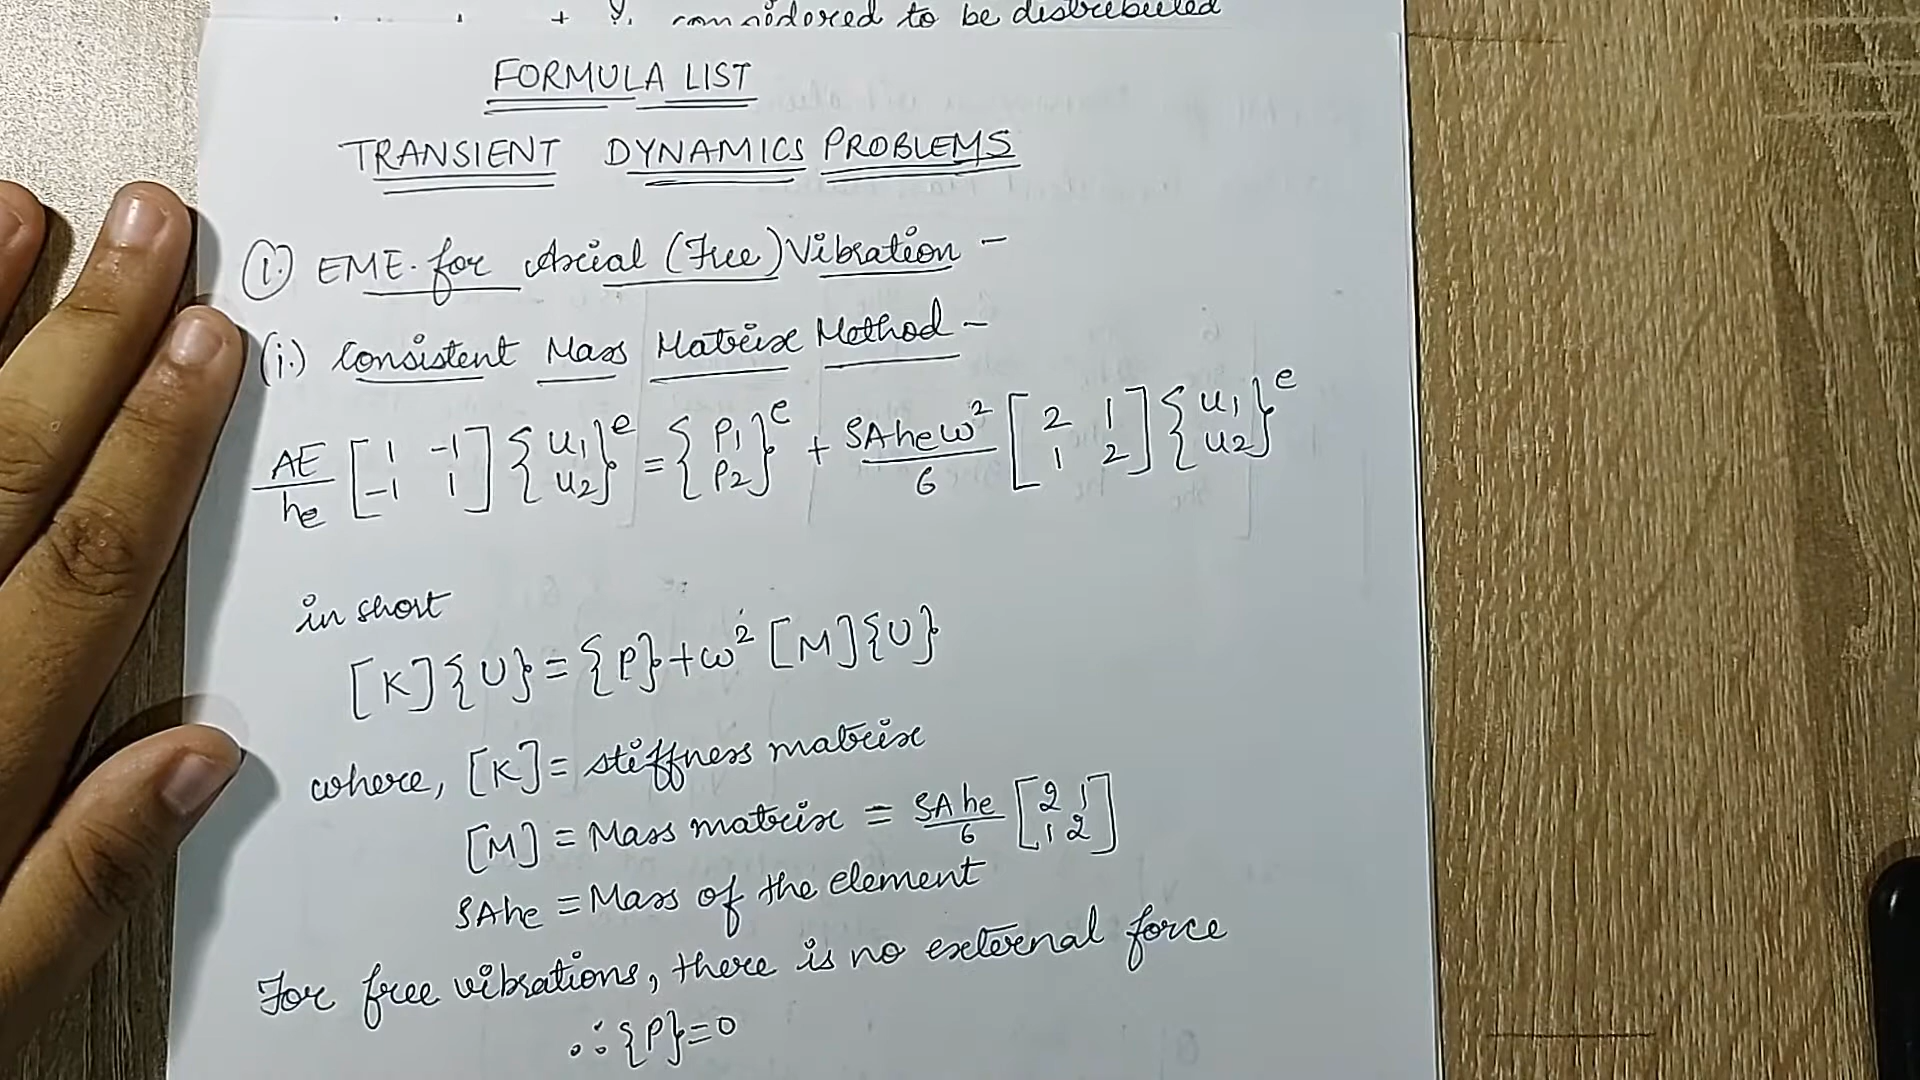 considered to be distributed
FORMULA LIST
TRANSIENT DYNAMICS PROBLEMS
1. EME. for Axial (Free) Vibration -
(i.) Consistent Mass Matrix Method -
AE/he [1 -1; -1 1] {u1; u2}^e = {P1; P2}^e + ρAheω²/6 [2 1; 1 2] {u1; u2}^e
in short
[K]{U} = {P} + ω² [M]{U}
where, [K] = stiffness matrix
[M] = Mass matrix = ρAhe/6 [2 1; 1 2]
ρAhe = Mass of the element
For free vibrations, there is no external force
∴ {P} = 0